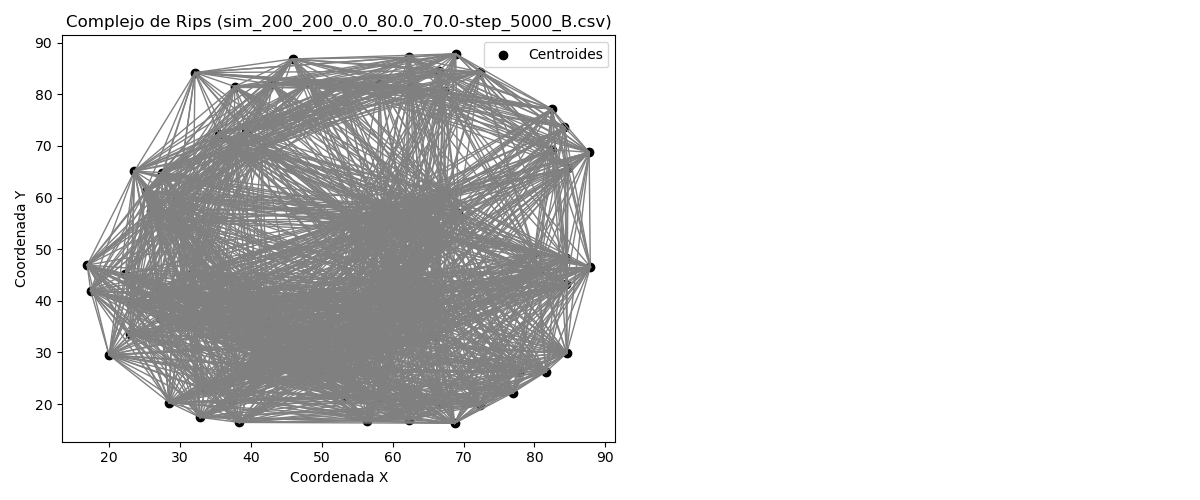 Complejo de Rips (sim_200_200_0.0_80.0_70.0-step_5000_B.csv)
Centroides
90
80
70
60
50
40
30
20
Coordenada Y
20 30 40 50 60 70 80 90
Coordenada X